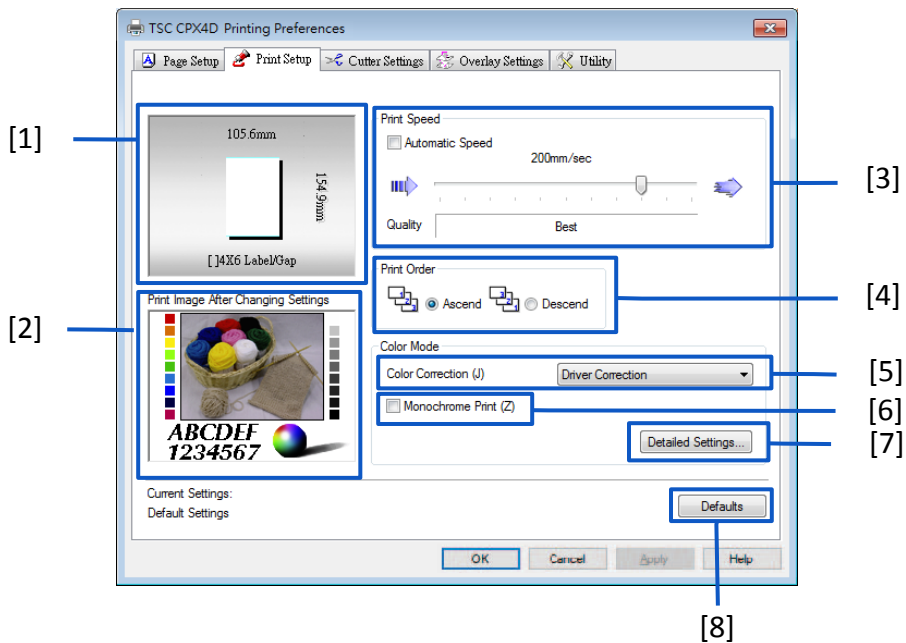 TSC CPX4D Printing Preferences
Page Setup
Print Setup
Cutter Settings
Overlay Settings
Utility
[1]
105.6mm
154.9mm
[ ]4X6 Label/Gap
Print Speed
Automatic Speed
200mm/sec
Quality
Best
[3]
Print Order
Ascend
Descend
[4]
[2]
Print Image After Changing Settings
ABCDEF
1234567
Color Mode
Color Correction (J)
Driver Correction
[5]
Monochrome Print (Z)
[6]
Detailed Settings...
[7]
Current Settings:
Default Settings
Defaults
OK
Cancel
Apply
Help
[8]